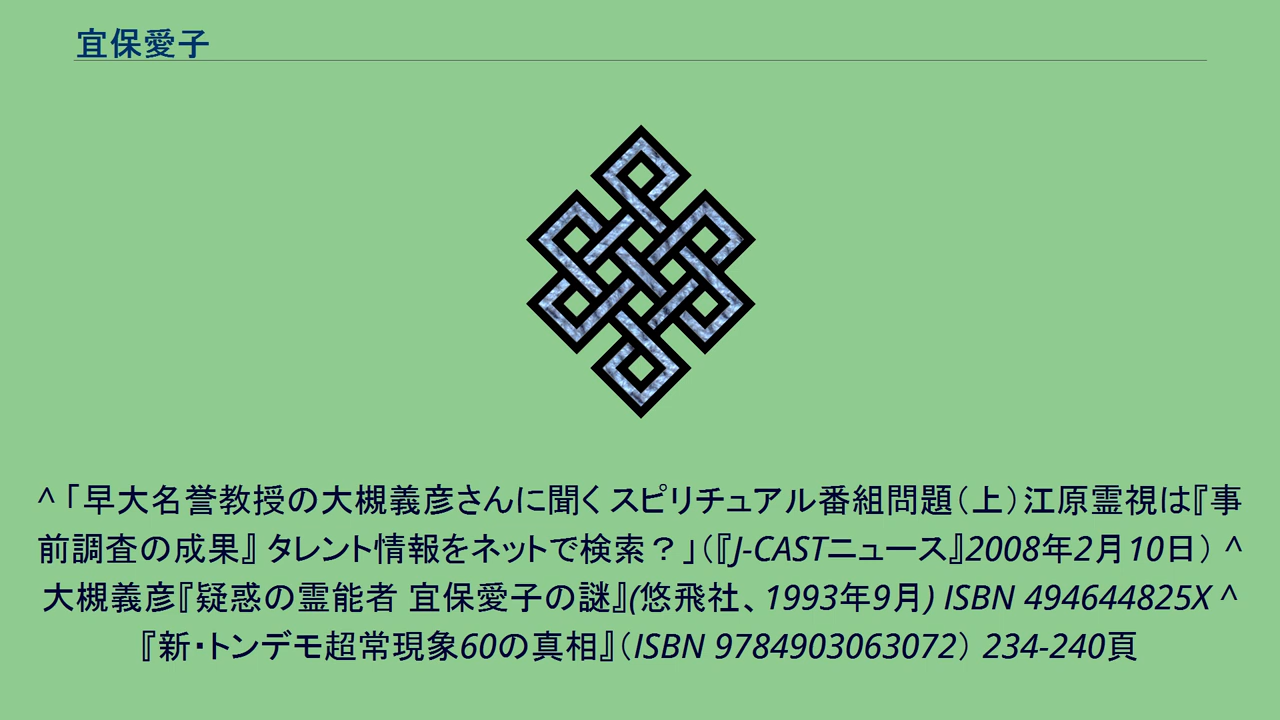 宜保愛子
^ 「早大名誉教授の大槻義彦さんに聞く スピリチュアル番組問題（上）江原霊視は『事
前調査の成果』 タレント情報をネットで検索？」（『J-CASTニュース』2008年2月10日） ^
大槻義彦『疑惑の霊能者 宜保愛子の謎』(悠飛社、1993年9月) ISBN 494644825X ^
『新・トンデモ超常現象60の真相』（ISBN 9784903063072） 234-240頁